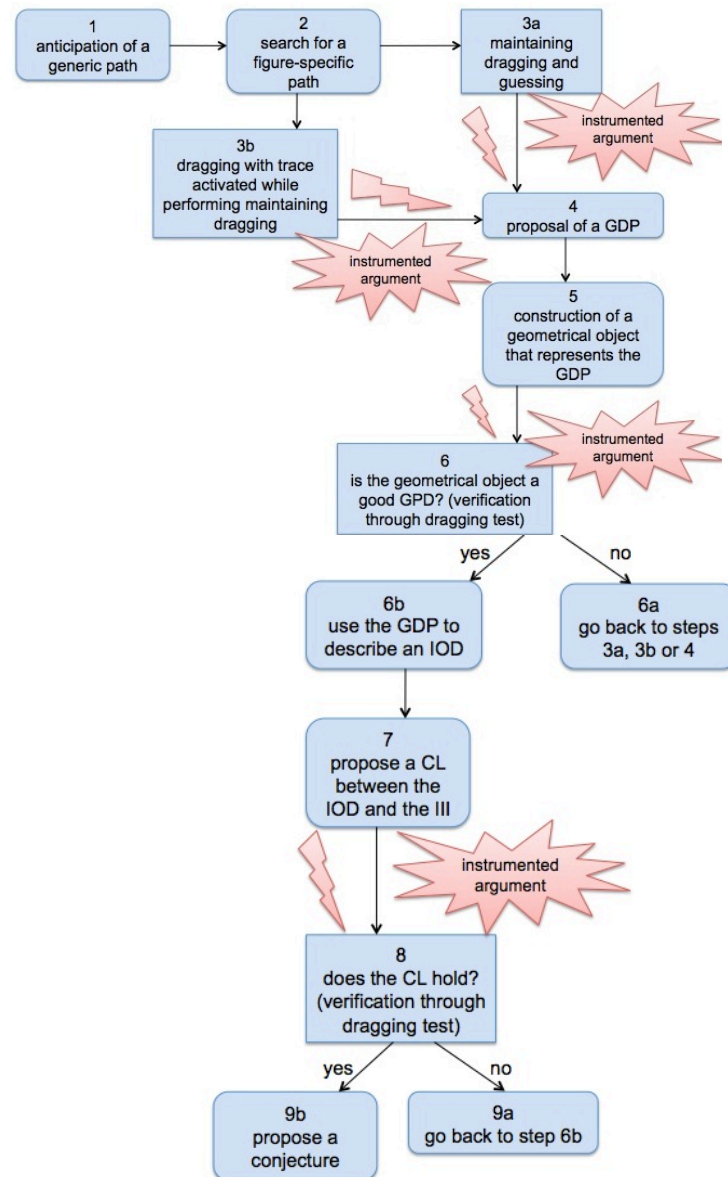 1
anticipation of a
generic path
2
search for a
figure-specific
path
3a
maintaining
dragging and
guessing
instrumented
argument
3b
dragging with trace
activated while
performing maintaining
dragging
instrumented
argument
4
proposal of a GDP
5
construction of a
geometrical object
that represents the
GDP
instrumented
argument
6
is the geometrical object a
good GPD? (verification
through dragging test)
yes
no
6b
use the GDP to
describe an IOD
6a
go back to steps
3a, 3b or 4
7
propose a CL
between the
IOD and the III
instrumented
argument
8
does the CL hold?
(verification through
dragging test)
yes
no
9b
propose a
conjecture
9a
go back to step 6b